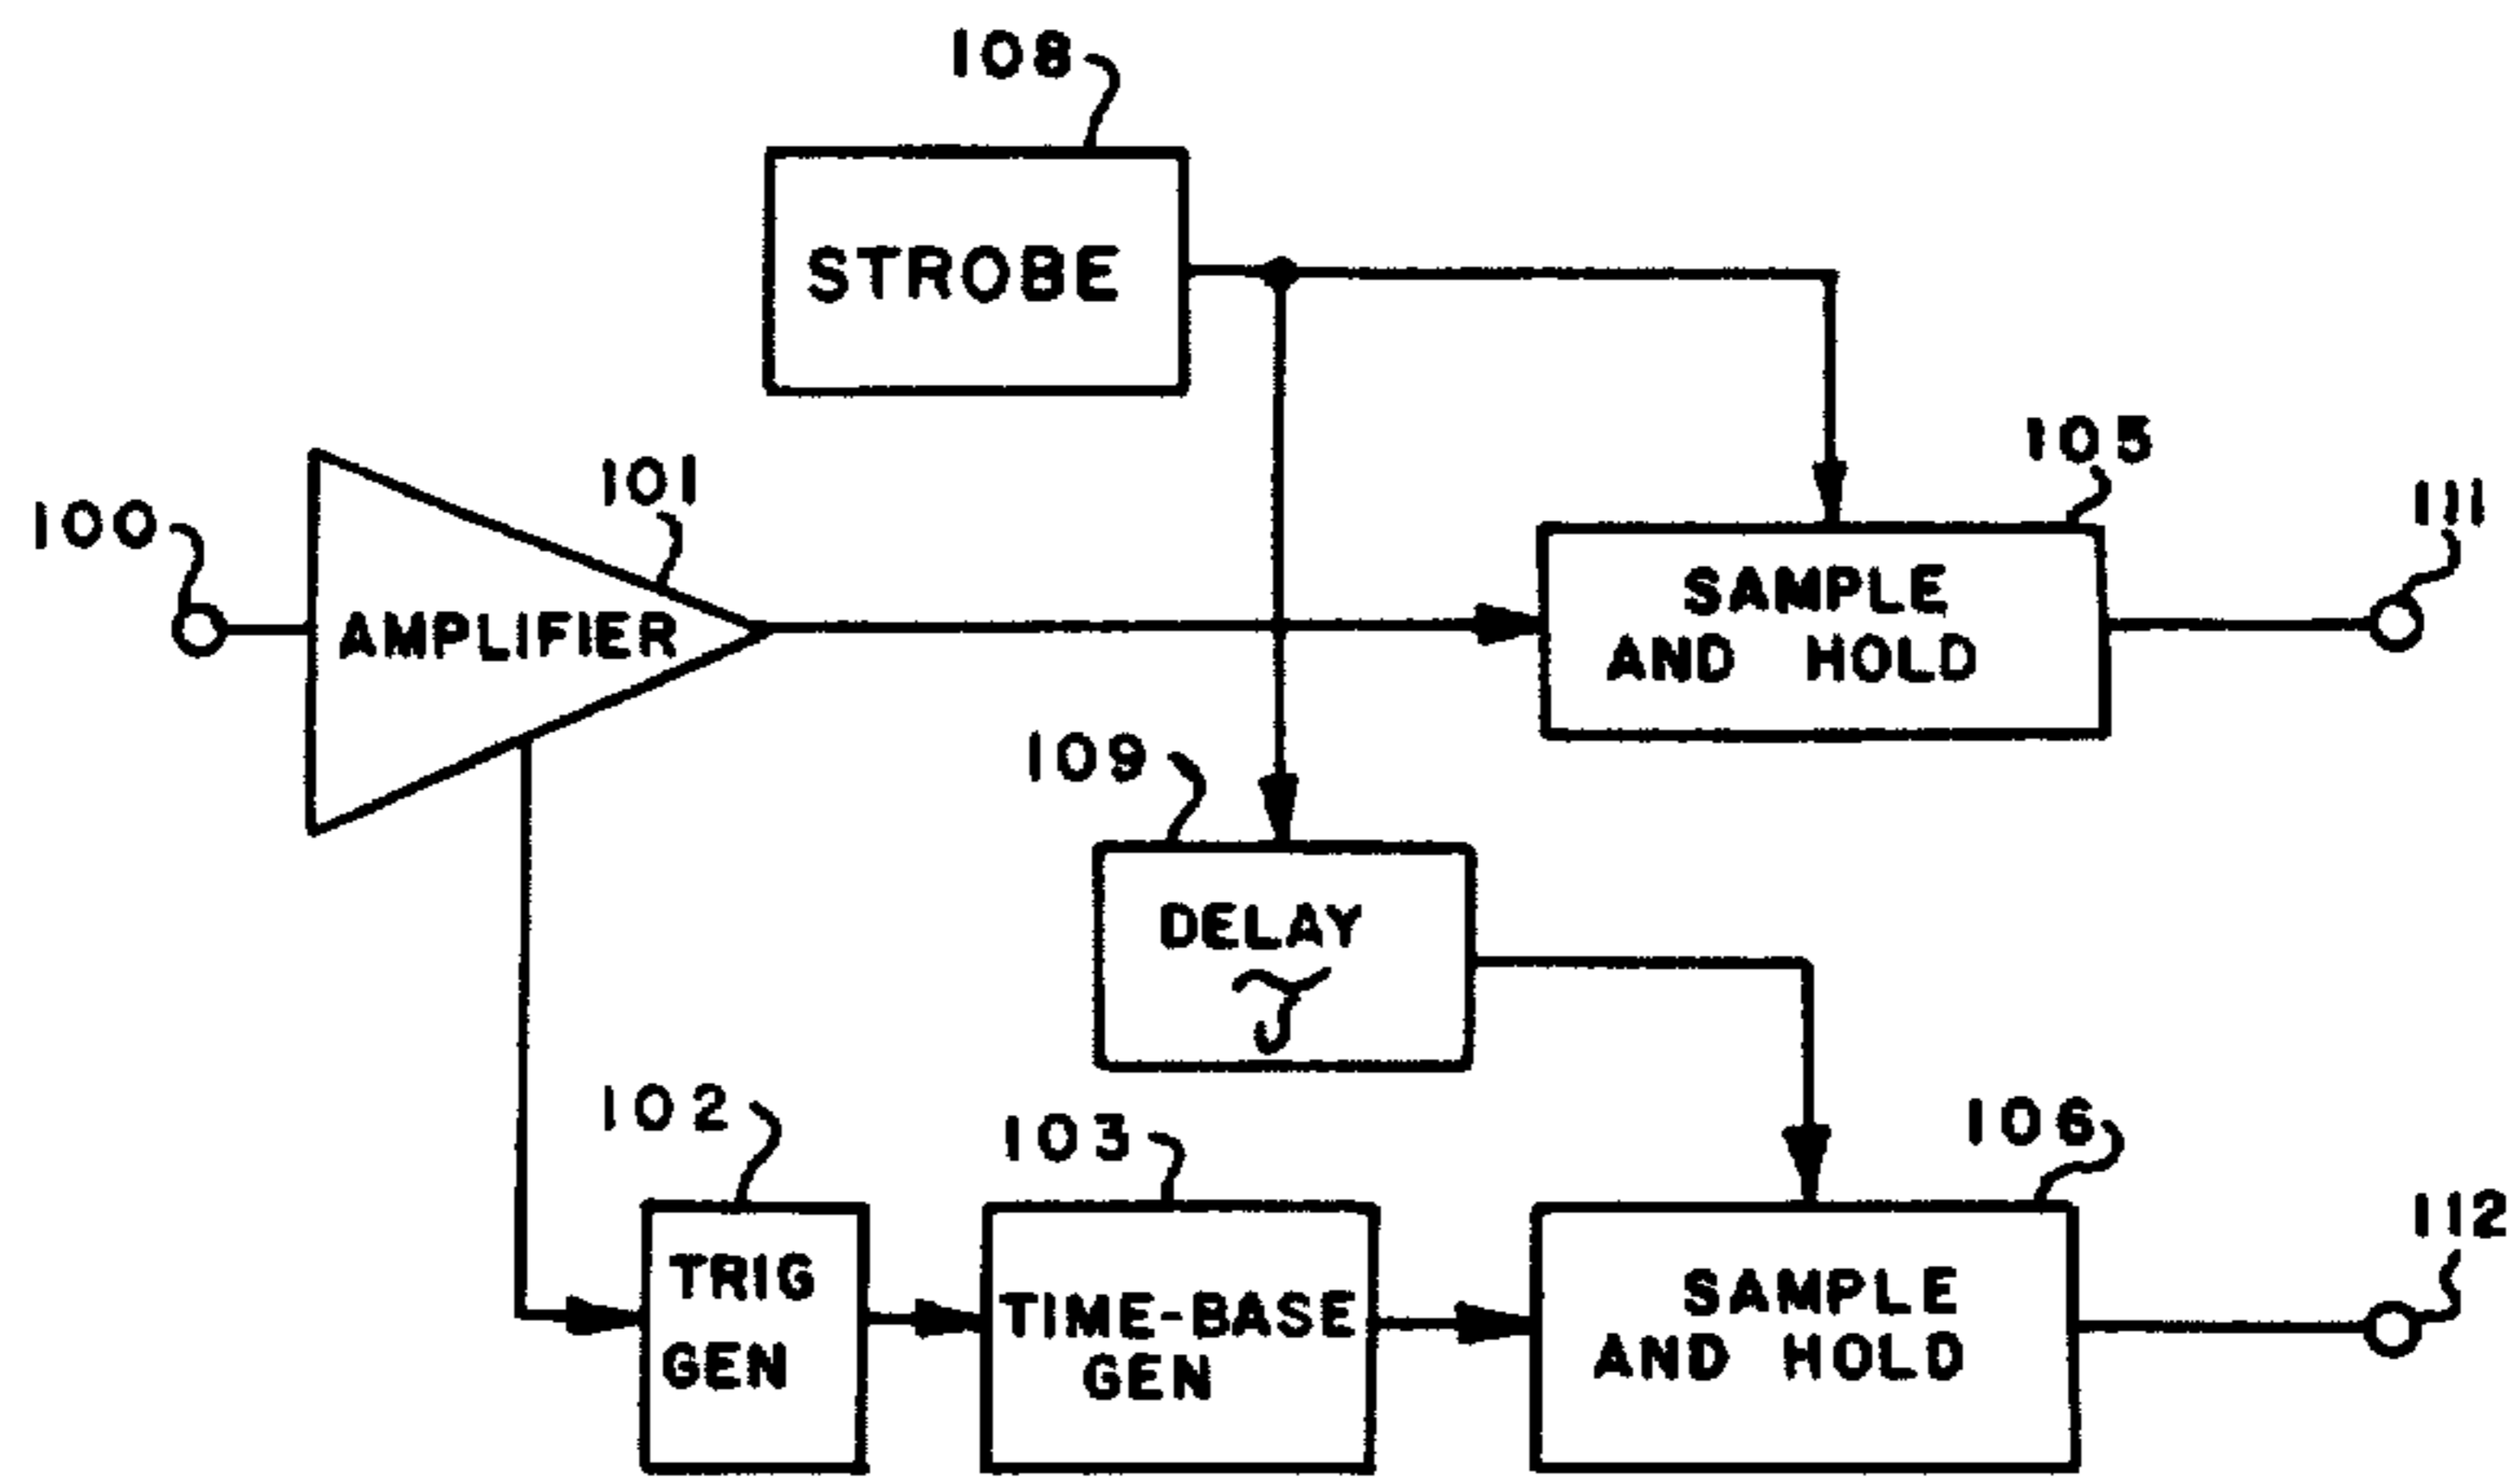 108
STROBE
105
101
111
100
SAMPLE
AMPLIFIER
AND HOLD
109
DELAY
τ
102
103
106
112
TRIG
SAMPLE
TIME-BASE
GEN
AND HOLD
GEN